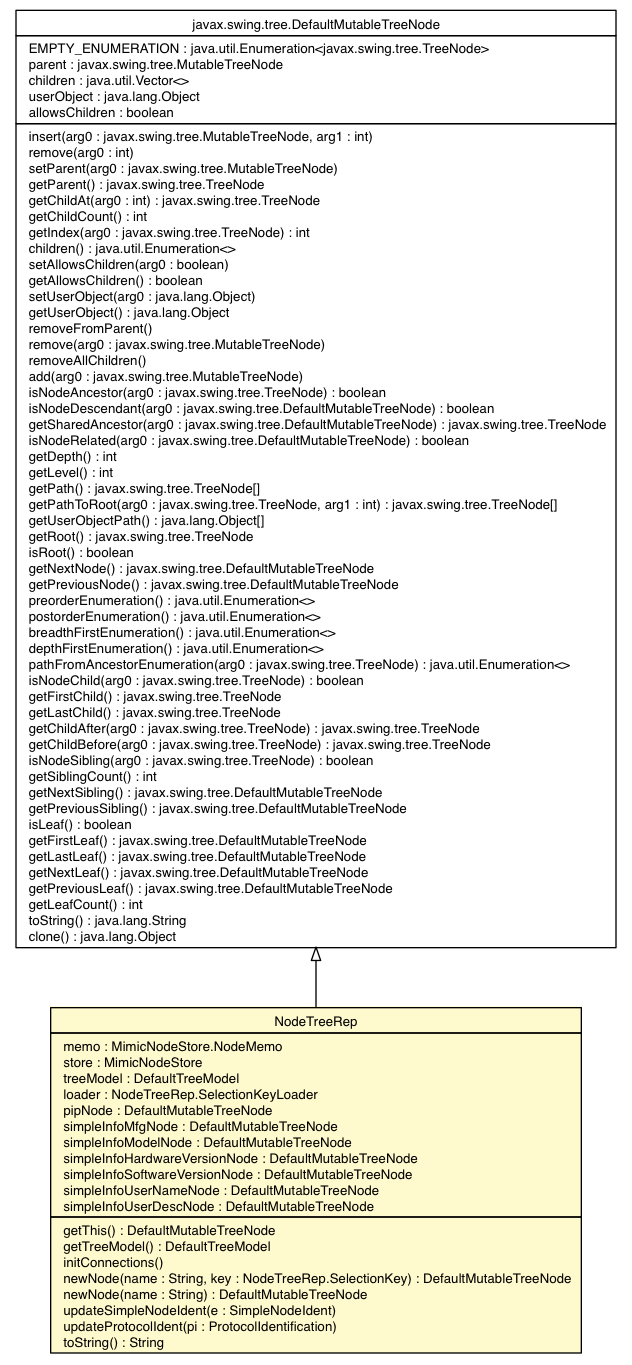 javax.swing.tree.DefaultMutableTreeNode
EMPTY_ENUMERATION : java.util.Enumeration<javax.swing.tree.TreeNode>
parent : javax.swing.tree.MutableTreeNode
children : java.util.Vector<>
userObject : java.lang.Object
allowsChildren : boolean
insert(arg0 : javax.swing.tree.MutableTreeNode, arg1 : int)
remove(arg0 : int)
setParent(arg0 : javax.swing.tree.MutableTreeNode)
getParent() : javax.swing.tree.TreeNode
getChildAt(arg0 : int) : javax.swing.tree.TreeNode
getChildCount() : int
getIndex(arg0 : javax.swing.tree.TreeNode) : int
children() : java.util.Enumeration<>
setAllowsChildren(arg0 : boolean)
getAllowsChildren() : boolean
setUserObject(arg0 : java.lang.Object)
getUserObject() : java.lang.Object
removeFromParent()
remove(arg0 : javax.swing.tree.MutableTreeNode)
removeAllChildren()
add(arg0 : javax.swing.tree.MutableTreeNode)
isNodeAncestor(arg0 : javax.swing.tree.TreeNode) : boolean
isNodeDescendant(arg0 : javax.swing.tree.DefaultMutableTreeNode) : boolean
getSharedAncestor(arg0 : javax.swing.tree.DefaultMutableTreeNode) : javax.swing.tree.TreeNode
isNodeRelated(arg0 : javax.swing.tree.DefaultMutableTreeNode) : boolean
getDepth() : int
getLevel() : int
getPath() : javax.swing.tree.TreeNode[]
getPathToRoot(arg0 : javax.swing.tree.TreeNode, arg1 : int) : javax.swing.tree.TreeNode[]
getUserObjectPath() : java.lang.Object[]
getRoot() : javax.swing.tree.TreeNode
isRoot() : boolean
getNextNode() : javax.swing.tree.DefaultMutableTreeNode
getPreviousNode() : javax.swing.tree.DefaultMutableTreeNode
preorderEnumeration() : java.util.Enumeration<>
postorderEnumeration() : java.util.Enumeration<>
breadthFirstEnumeration() : java.util.Enumeration<>
depthFirstEnumeration() : java.util.Enumeration<>
pathFromAncestorEnumeration(arg0 : javax.swing.tree.TreeNode) : java.util.Enumeration<>
isNodeChild(arg0 : javax.swing.tree.TreeNode) : boolean
getFirstChild() : javax.swing.tree.TreeNode
getLastChild() : javax.swing.tree.TreeNode
getChildAfter(arg0 : javax.swing.tree.TreeNode) : javax.swing.tree.TreeNode
getChildBefore(arg0 : javax.swing.tree.TreeNode) : javax.swing.tree.TreeNode
isNodeSibling(arg0 : javax.swing.tree.TreeNode) : boolean
getSiblingCount() : int
getNextSibling() : javax.swing.tree.DefaultMutableTreeNode
getPreviousSibling() : javax.swing.tree.DefaultMutableTreeNode
isLeaf() : boolean
getFirstLeaf() : javax.swing.tree.DefaultMutableTreeNode
getLastLeaf() : javax.swing.tree.DefaultMutableTreeNode
getNextLeaf() : javax.swing.tree.DefaultMutableTreeNode
getPreviousLeaf() : javax.swing.tree.DefaultMutableTreeNode
getLeafCount() : int
toString() : java.lang.String
clone() : java.lang.Object
NodeTreeRep
memo : MimicNodeStore.NodeMemo
store : MimicNodeStore
treeModel : DefaultTreeModel
loader : NodeTreeRep.SelectionKeyLoader
pipNode : DefaultMutableTreeNode
simpleInfoMfgNode : DefaultMutableTreeNode
simpleInfoModelNode : DefaultMutableTreeNode
simpleInfoHardwareVersionNode : DefaultMutableTreeNode
simpleInfoSoftwareVersionNode : DefaultMutableTreeNode
simpleInfoUserNameNode : DefaultMutableTreeNode
simpleInfoUserDescNode : DefaultMutableTreeNode
getThis() : DefaultMutableTreeNode
getTreeModel() : DefaultTreeModel
initConnections()
newNode(name : String, key : NodeTreeRep.SelectionKey) : DefaultMutableTreeNode
newNode(name : String) : DefaultMutableTreeNode
updateSimpleNodeIdent(e : SimpleNodeIdent)
updateProtocolIdent(pi : ProtocolIdentification)
toString() : String